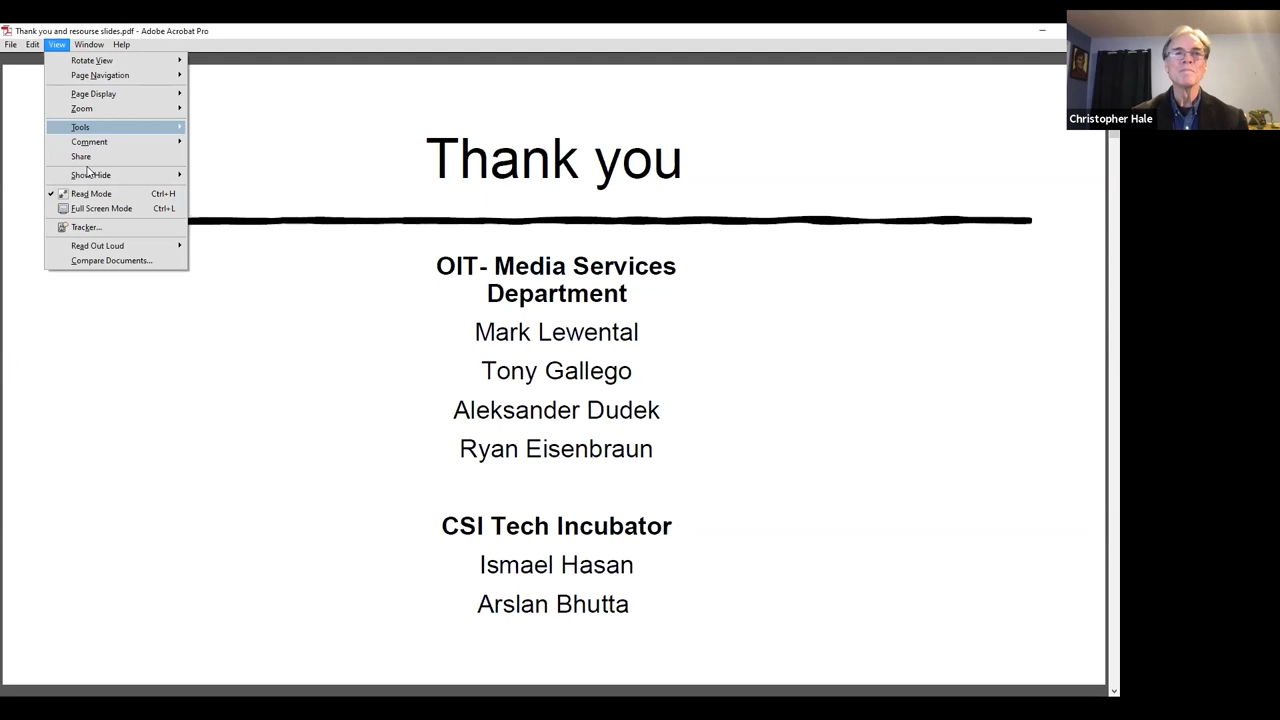 Thank you and resourse slides.pdf - Adobe Acrobat Pro
File Edit View Window Help
Rotate View
Page Navigation
Page Display
Zoom
Tools
Comment
Share
Show/Hide
Read Mode Ctrl+H
Full Screen Mode Ctrl+L
Tracker...
Read Out Loud
Compare Documents...
Christopher Hale
Thank you
OIT- Media Services
Department
Mark Lewental
Tony Gallego
Aleksander Dudek
Ryan Eisenbraun
CSI Tech Incubator
Ismael Hasan
Arslan Bhutta